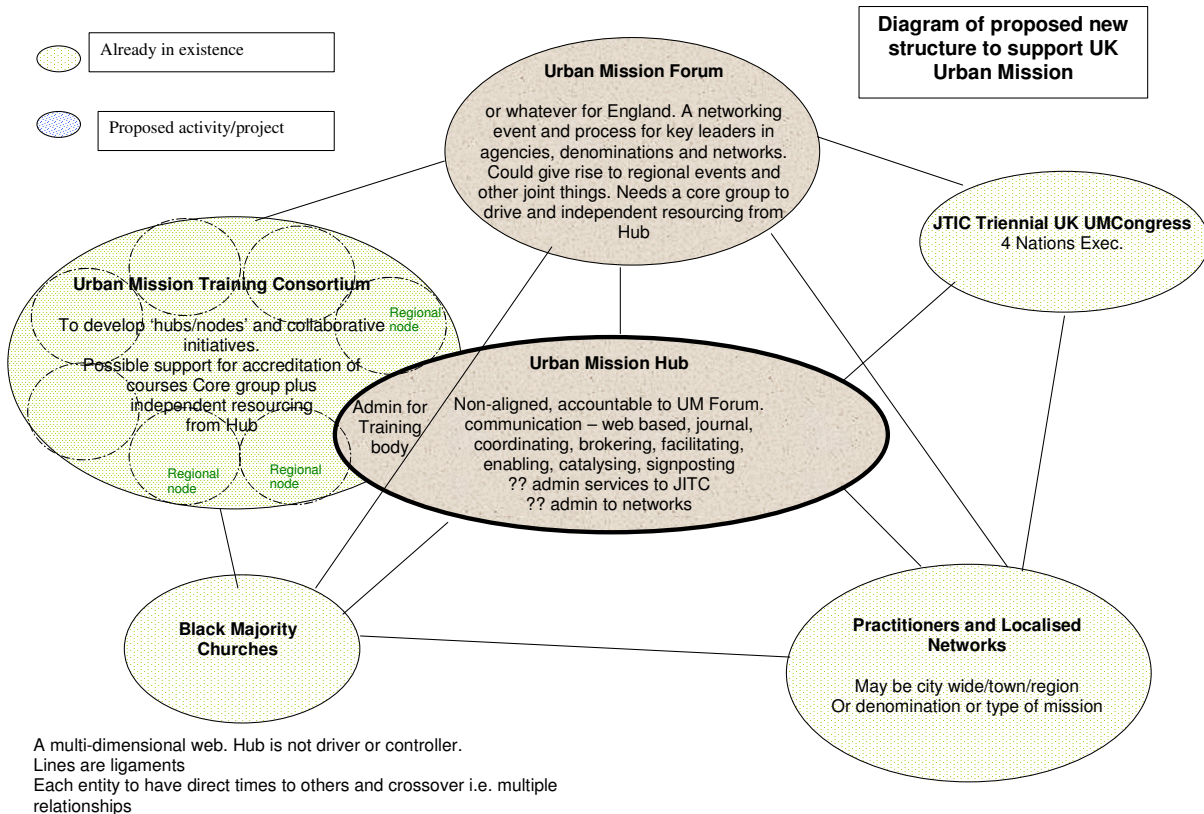 Already in existence
Proposed activity/project
Diagram of proposed new
structure to support UK
Urban Mission
Urban Mission Forum
or whatever for England. A networking
event and process for key leaders in
agencies, denominations and networks.
Could give rise to regional events and
other joint things. Needs a core group to
drive and independent resourcing from
Hub
JTIC Triennial UK UMCongress
4 Nations Exec.
Urban Mission Training Consortium
To develop ‘hubs/nodes’ and collaborative
initiatives.
Possible support for accreditation of
courses Core group plus
independent resourcing
from Hub
Regional
node
Regional
node
Regional
node
Admin for
Training
body
Urban Mission Hub
Non-aligned, accountable to UM Forum.
communication – web based, journal,
coordinating, brokering, facilitating,
enabling, catalysing, signposting
?? admin services to JITC
?? admin to networks
Black Majority
Churches
Practitioners and Localised
Networks
May be city wide/town/region
Or denomination or type of mission
A multi-dimensional web. Hub is not driver or controller.
Lines are ligaments
Each entity to have direct times to others and crossover i.e. multiple
relationships